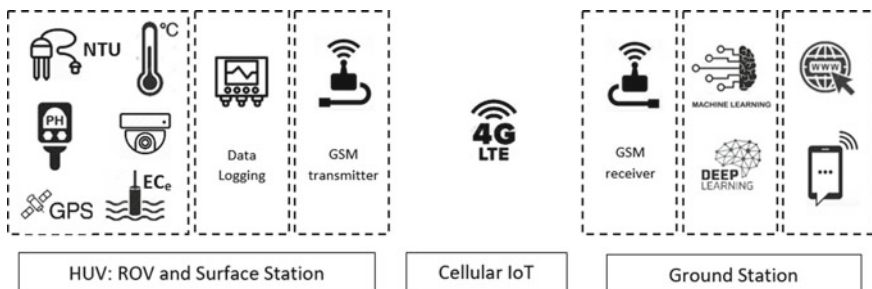 NTU
°C
PH
GPS
ECe
Data
Logging
GSM
transmitter
4G
LTE
GSM
receiver
MACHINE LEARNING
DEEP
LEARNING
WWW
HUV: ROV and Surface Station
Cellular IoT
Ground Station